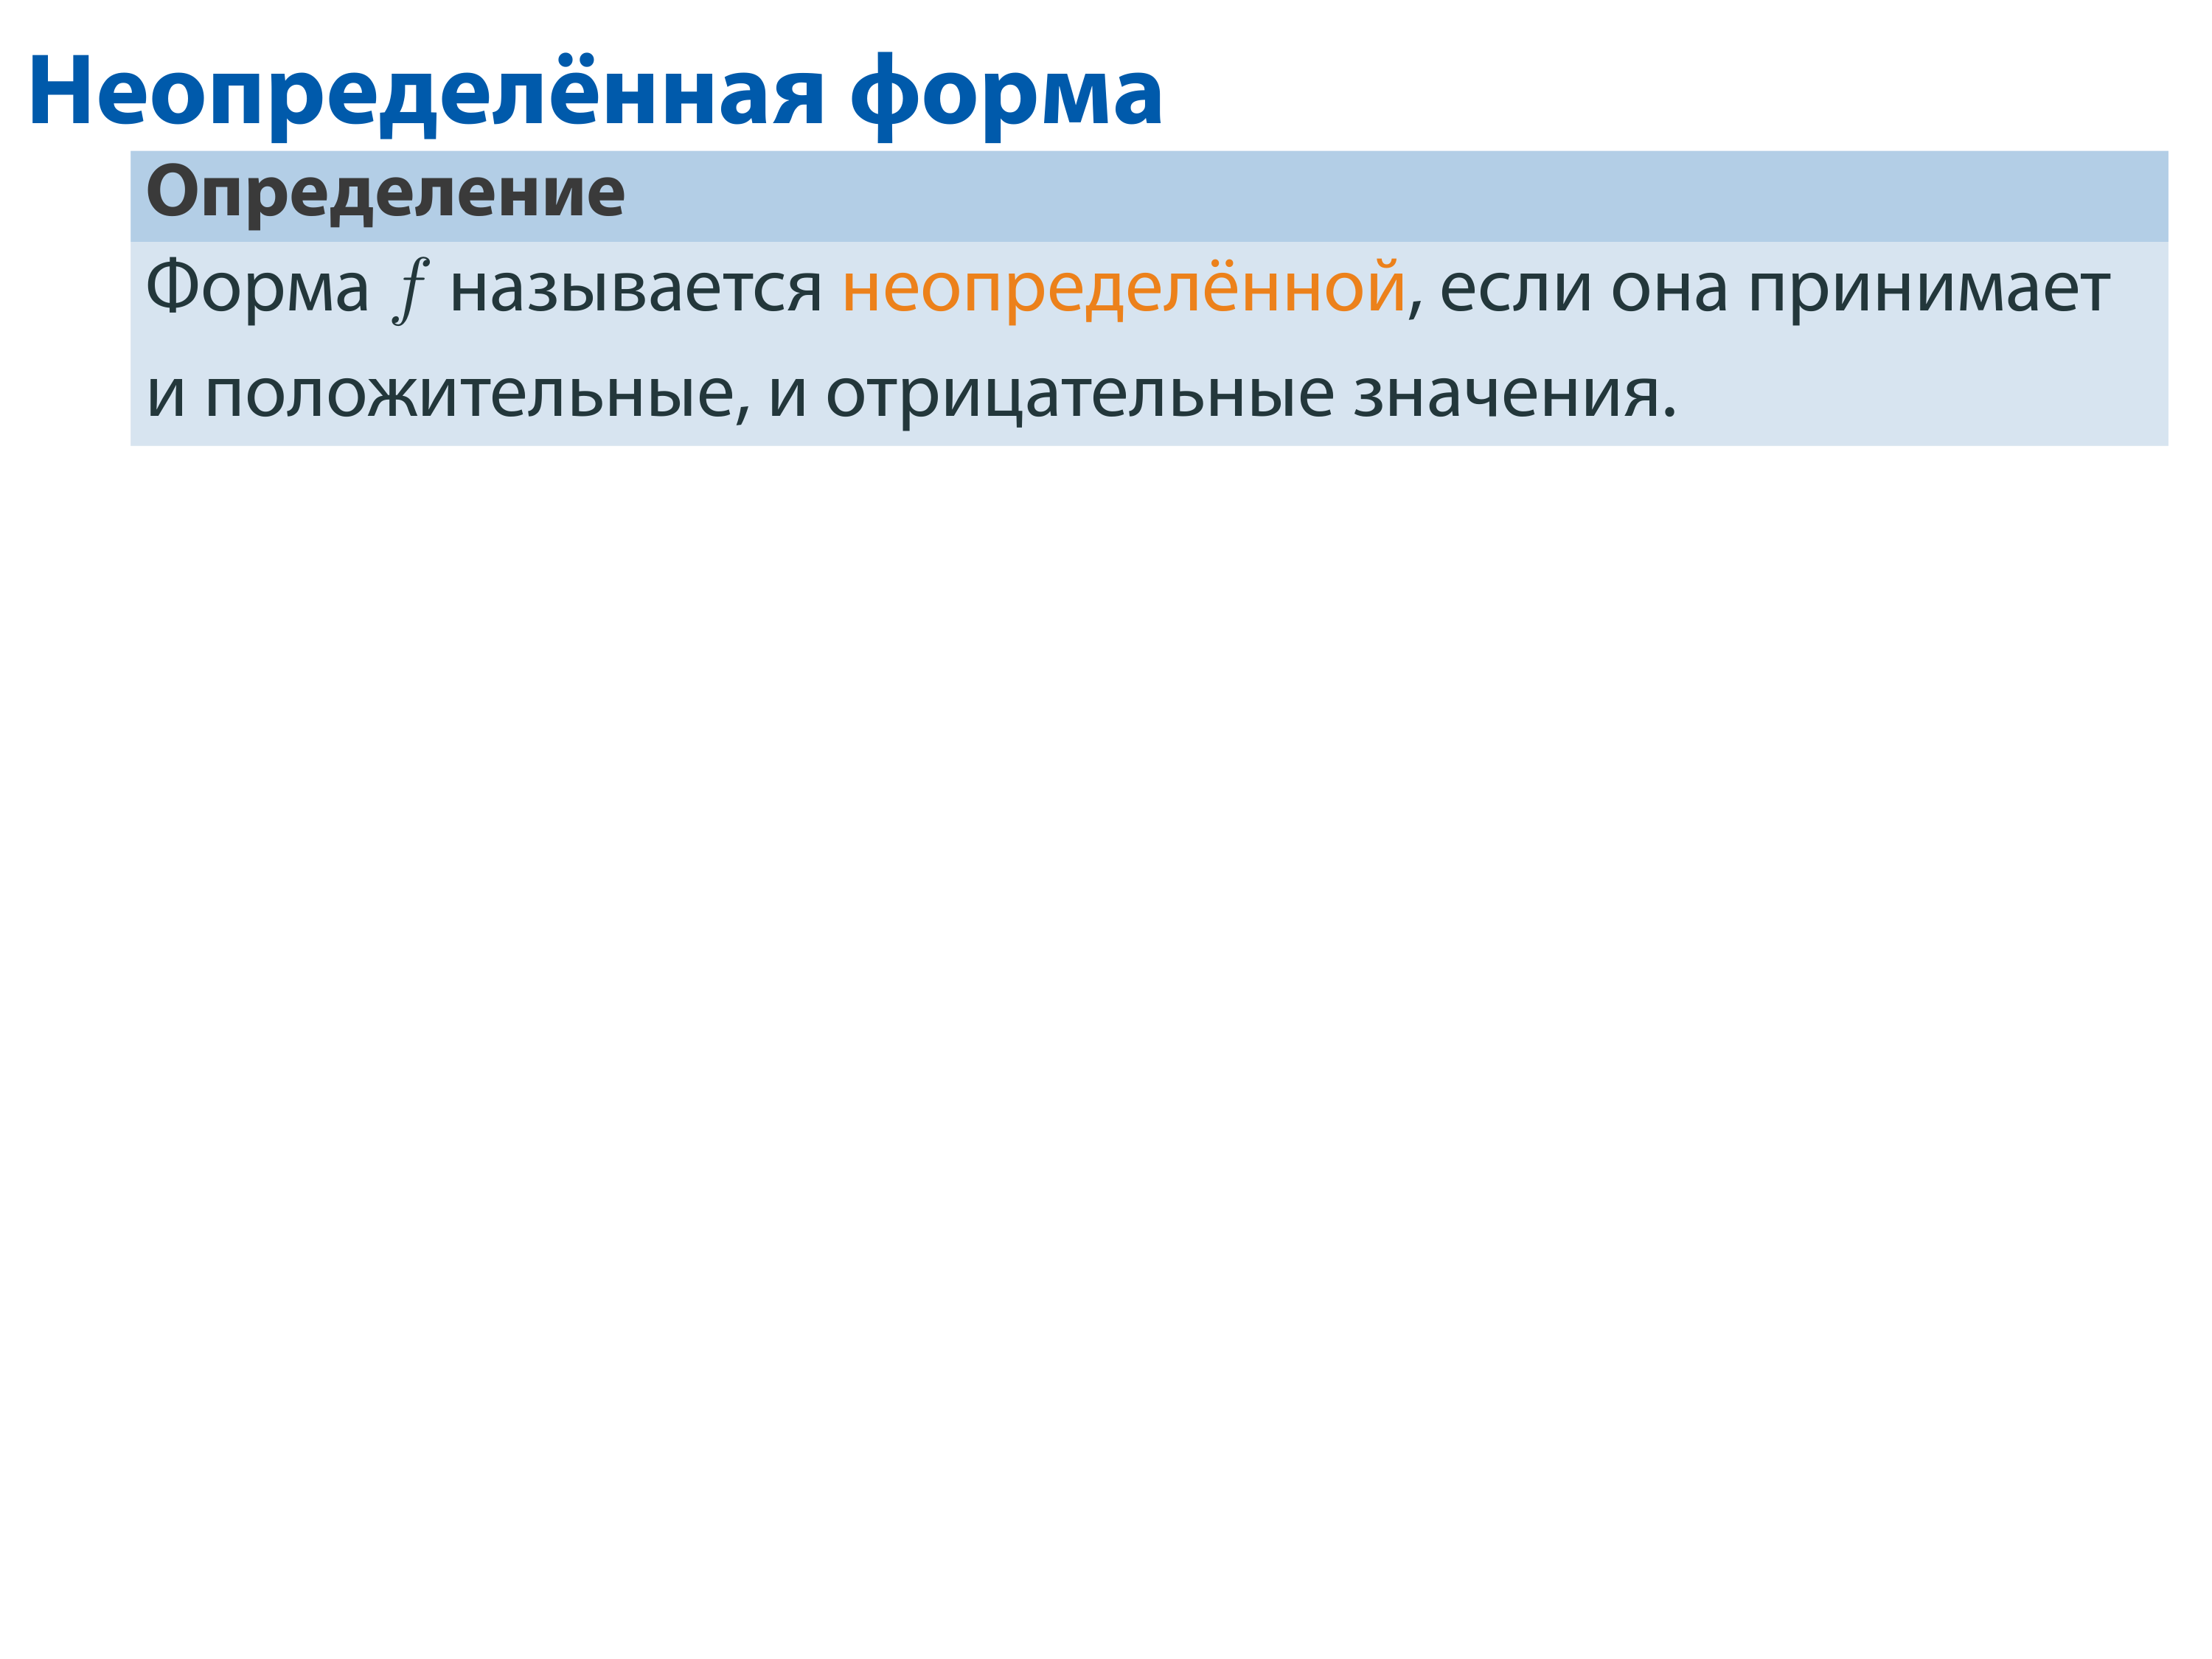 Неопределённая форма
Определение
Форма f называется неопределённой, если она принимает
и положительные, и отрицательные значения.